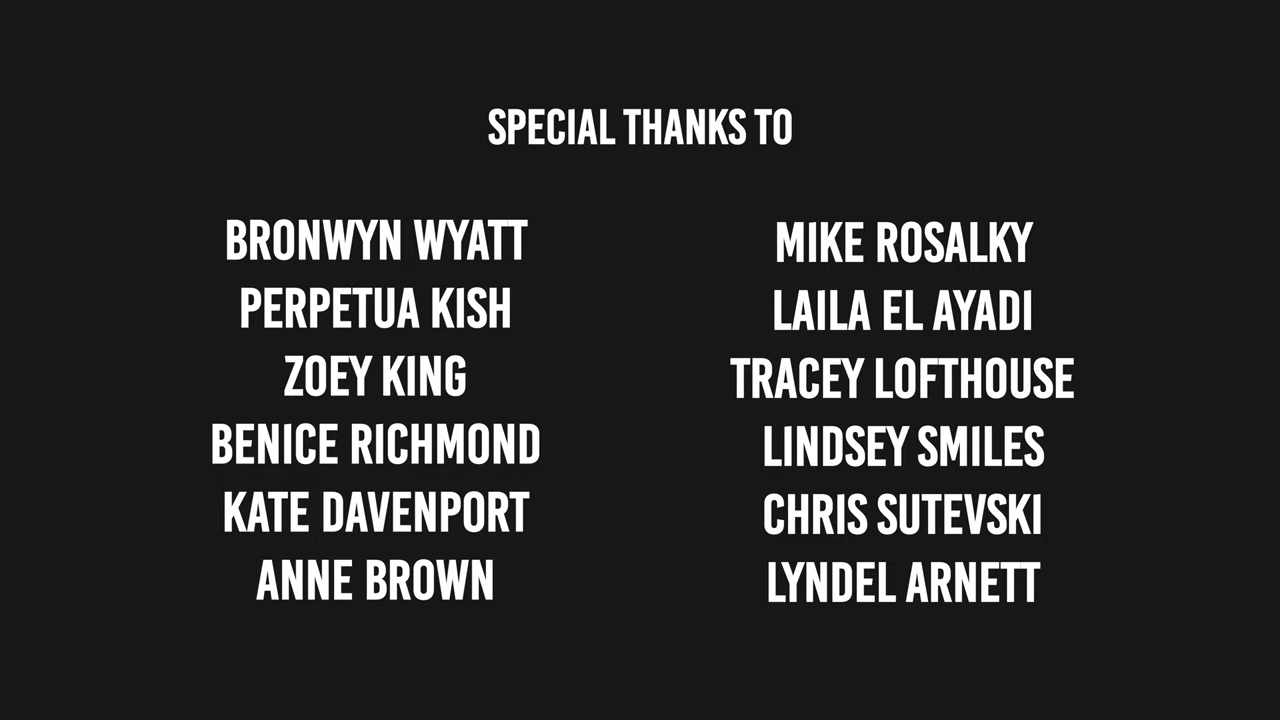 SPECIAL THANKS TO
BRONWYN WYATT
PERPETUA KISH
ZOEY KING
BENICE RICHMOND
KATE DAVENPORT
ANNE BROWN
MIKE ROSALKY
LAILA EL AYADI
TRACEY LOFTHOUSE
LINDSEY SMILES
CHRIS SUTEVSKI
LYNDEL ARNETT